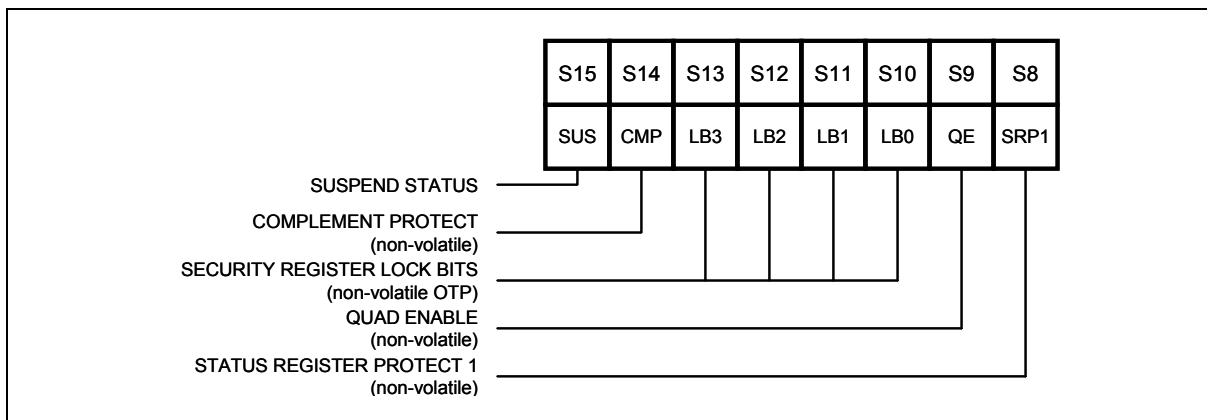 S15 S14 S13 S12 S11 S10 S9 S8
SUS CMP LB3 LB2 LB1 LB0 QE SRP1
SUSPEND STATUS
COMPLEMENT PROTECT
(non-volatile)
SECURITY REGISTER LOCK BITS
(non-volatile OTP)
QUAD ENABLE
(non-volatile)
STATUS REGISTER PROTECT 1
(non-volatile)